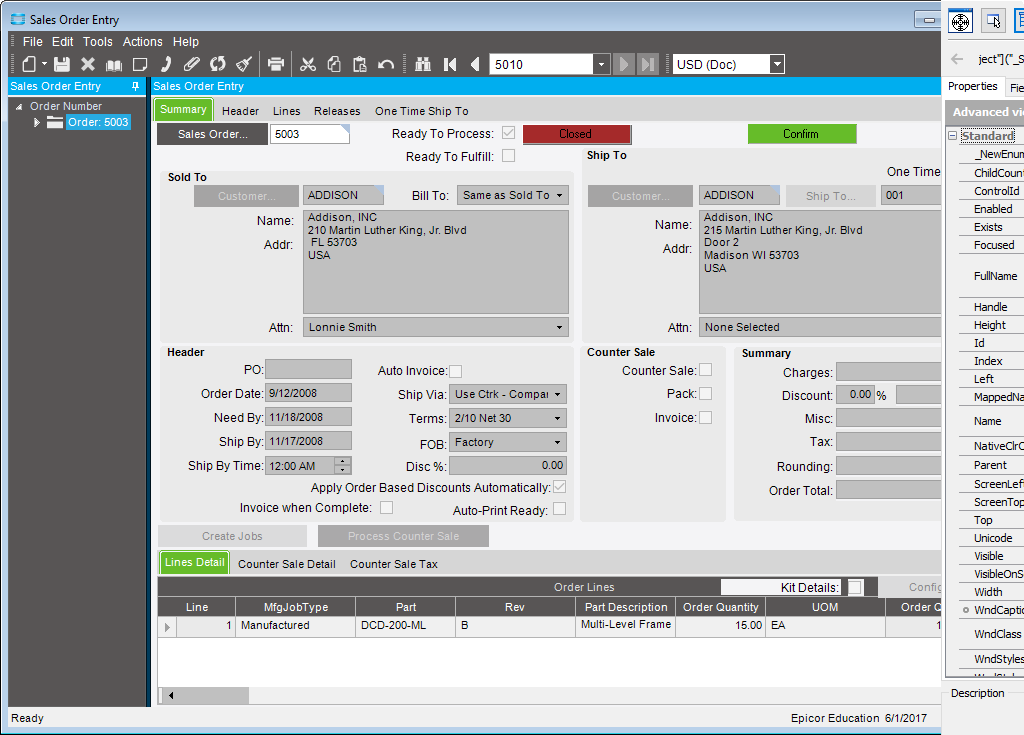 Sales Order Entry
File Edit Tools Actions Help
5010 USD (Doc)
ject"]("_S
Sales Order Entry
Sales Order Entry
Properties
Order Number
Order: 5003
Summary Header Lines Releases One Time Ship To
Advanced
Sales Order... 5003 Ready To Process: Closed Confirm
Ready To Fulfill:
Sold To
Customer... ADDISON Bill To: Same as Sold To
Name: Addison, INC
Addr: 210 Martin Luther King, Jr. Blvd
FL 53703
USA
Attn: Lonnie Smith
Ship To
One Time
Customer... ADDISON Ship To... 001
Name: Addison, INC
Addr: 215 Martin Luther King, Jr. Blvd
Door 2
Madison WI 53703
USA
Attn: None Selected
Header
PO: Auto Invoice:
Order Date: 9/12/2008 Ship Via: Use Ctrk - Compar
Need By: 11/18/2008 Terms: 2/10 Net 30
Ship By: 11/17/2008 FOB: Factory
Ship By Time: 12:00 AM Disc %: 0.00
Apply Order Based Discounts Automatically:
Invoice when Complete: Auto-Print Ready:
Counter Sale
Counter Sale:
Pack:
Invoice:
Summary
Charges:
Discount: 0.00 %
Misc:
Tax:
Rounding:
Order Total:
Create Jobs Process Counter Sale
Lines Detail Counter Sale Detail Counter Sale Tax
Order Lines Kit Details: Config
Line MfgJobType Part Rev Part Description Order Quantity UOM Order Q
1 Manufactured DCD-200-ML B Multi-Level Frame 15.00 EA 1
Ready Epicor Education 6/1/2017
Standard
_NewEnum
ChildCount
ControlId
Enabled
Exists
Focused
FullName
Handle
Height
Id
Index
Left
MappedNa
Name
NativeClrC
Parent
ScreenLeft
ScreenTop
Top
Unicode
Visible
VisibleOnS
Width
WndCaptio
WndClass
WndStyles
Description